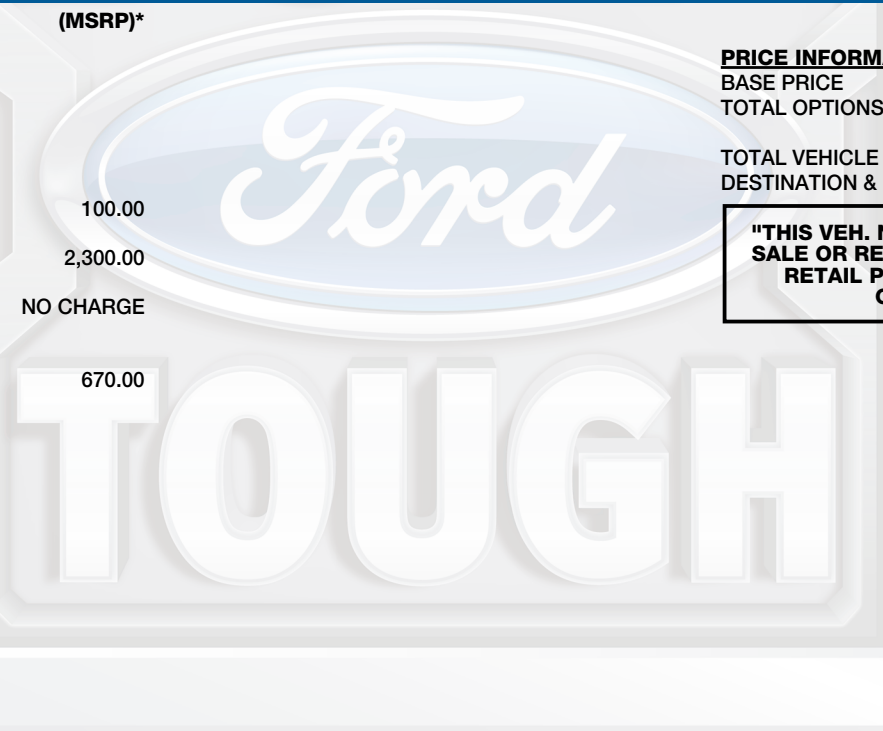 (MSRP)*
100.00
2,300.00
NO CHARGE
670.00
PRICE INFORM
BASE PRICE
TOTAL OPTIONS
TOTAL VEHICLE
DESTINATION &
"THIS VEH.
SALE OR RE
RETAIL P
Ford
TOUGH